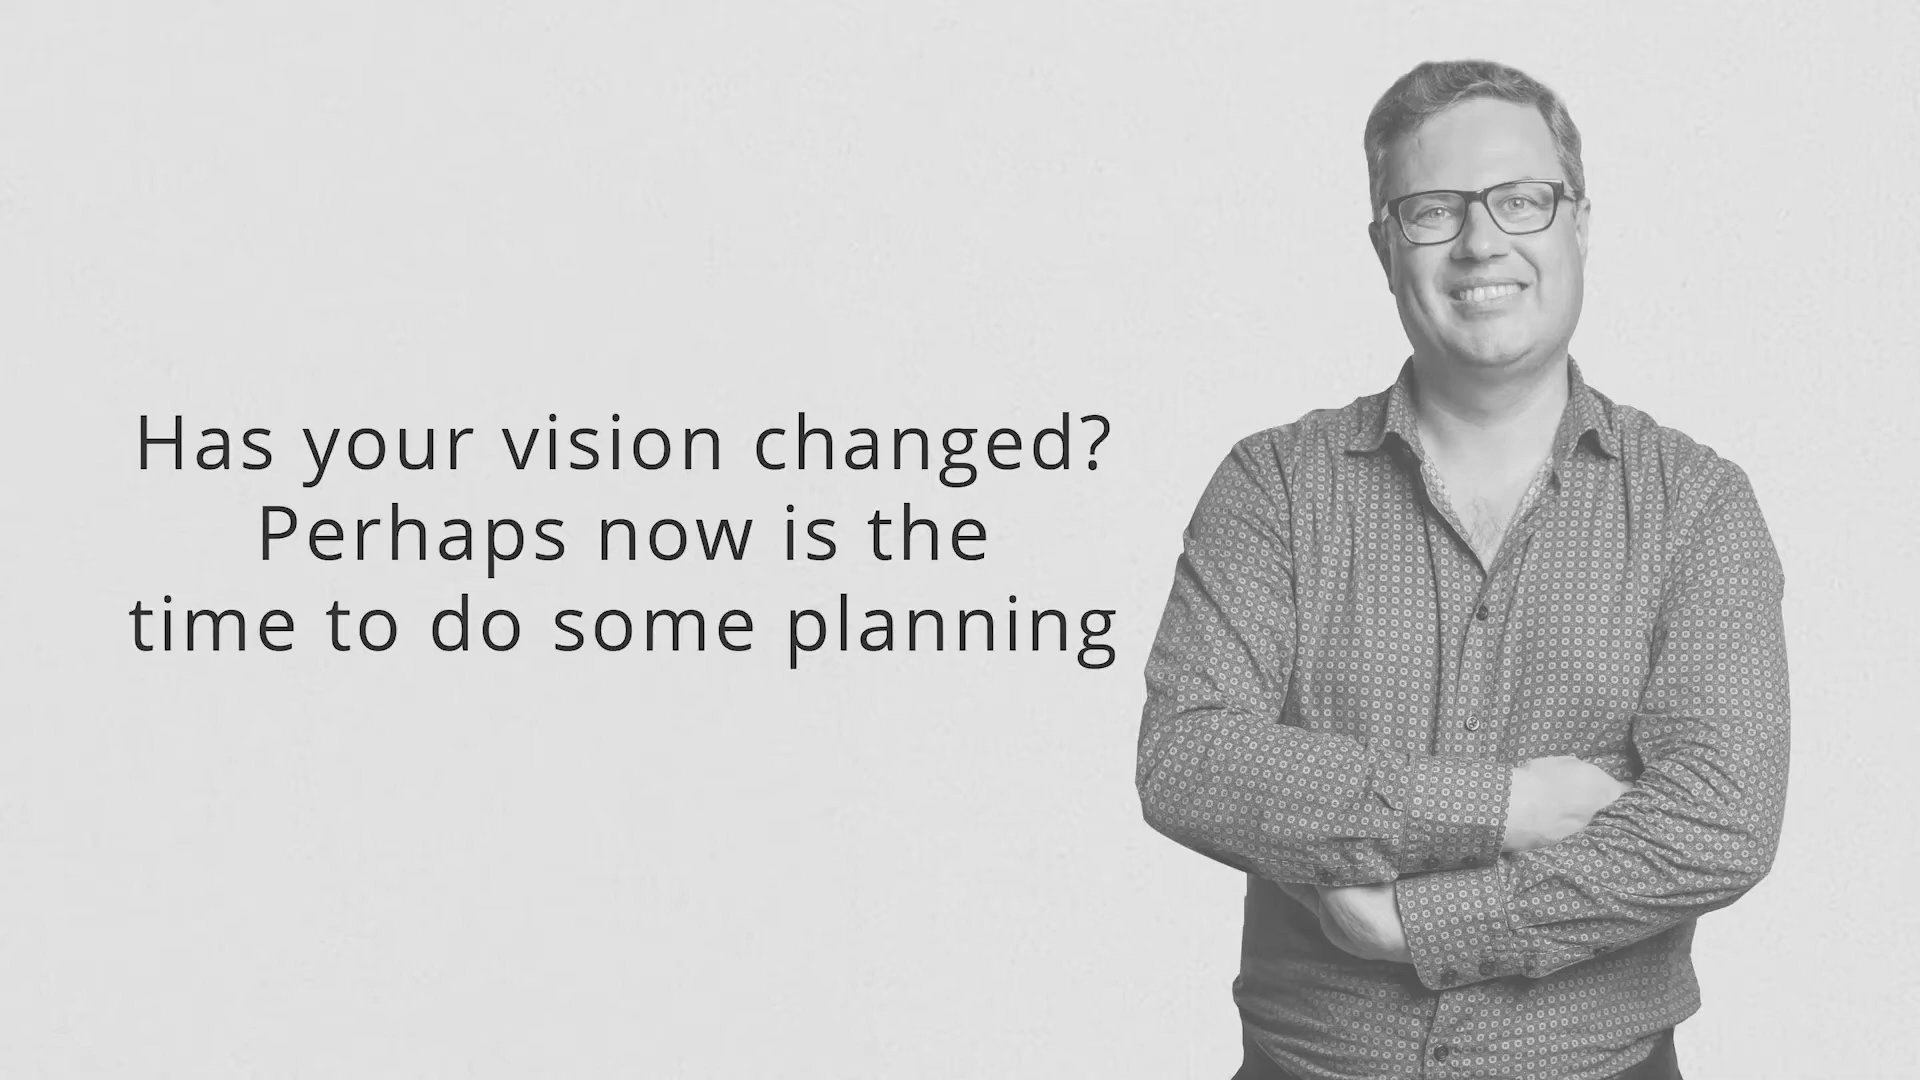 Has your vision changed?
Perhaps now is the
time to do some planning